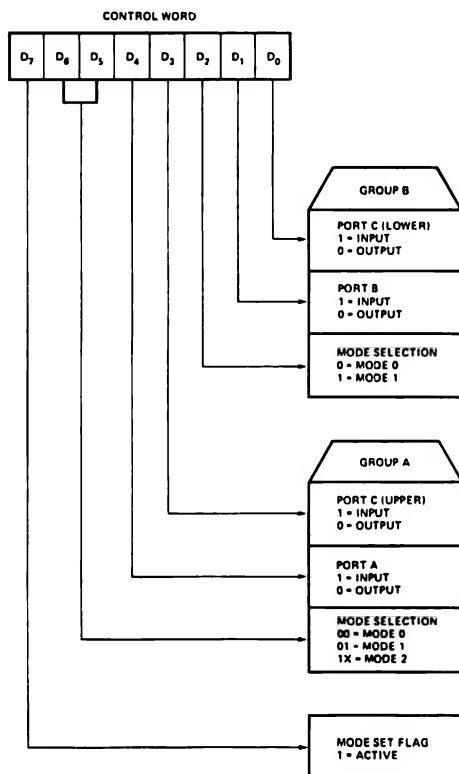 CONTROL WORD
D7 D6 D5 D4 D3 D2 D1 D0
GROUP B
PORT C (LOWER)
1 = INPUT
0 = OUTPUT
PORT B
1 = INPUT
0 = OUTPUT
MODE SELECTION
0 = MODE 0
1 = MODE 1
GROUP A
PORT C (UPPER)
1 = INPUT
0 = OUTPUT
PORT A
1 = INPUT
0 = OUTPUT
MODE SELECTION
00 = MODE 0
01 = MODE 1
1X = MODE 2
MODE SET FLAG
1 = ACTIVE